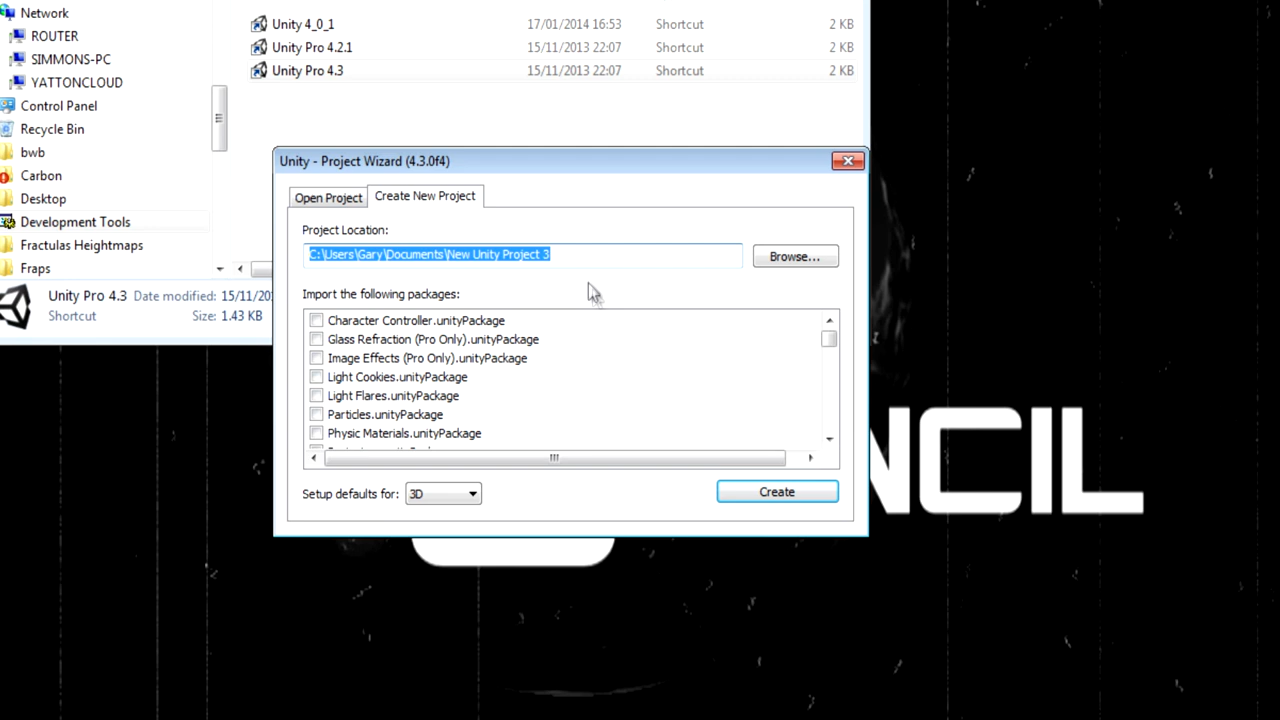 Network
ROUTER
SIMMONS-PC
YATTONCLOUD
Control Panel
Recycle Bin
bwb
Carbon
Desktop
Development Tools
Fractulas Heightmaps
Fraps
Unity 4_0_1 17/01/2014 16:53 Shortcut 2 KB
Unity Pro 4.2.1 15/11/2013 22:07 Shortcut 2 KB
Unity Pro 4.3 15/11/2013 22:07 Shortcut 2 KB
Unity Pro 4.3 Date modified: 15/11/20
Shortcut Size: 1.43 KB
Unity - Project Wizard (4.3.0f4)
Open Project Create New Project
Project Location:
C:\Users\Gary\Documents\New Unity Project 3 Browse...
Import the following packages:
Character Controller.unityPackage
Glass Refraction (Pro Only).unityPackage
Image Effects (Pro Only).unityPackage
Light Cookies.unityPackage
Light Flares.unityPackage
Particles.unityPackage
Physic Materials.unityPackage
Setup defaults for: 3D Create
NCIL